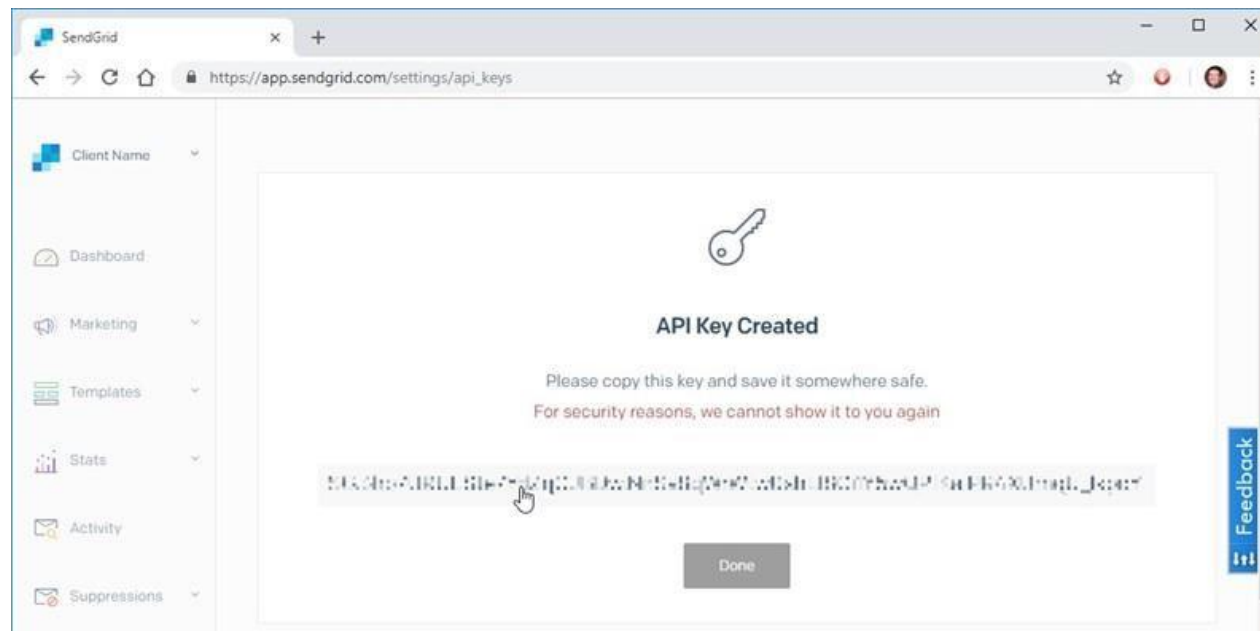 SendGrid
https://app.sendgrid.com/settings/api_keys
Client Name
Dashboard
Marketing
Templates
Stats
Activity
Suppressions
API Key Created
Please copy this key and save it somewhere safe.
For security reasons, we cannot show it to you again
Done
Feedback